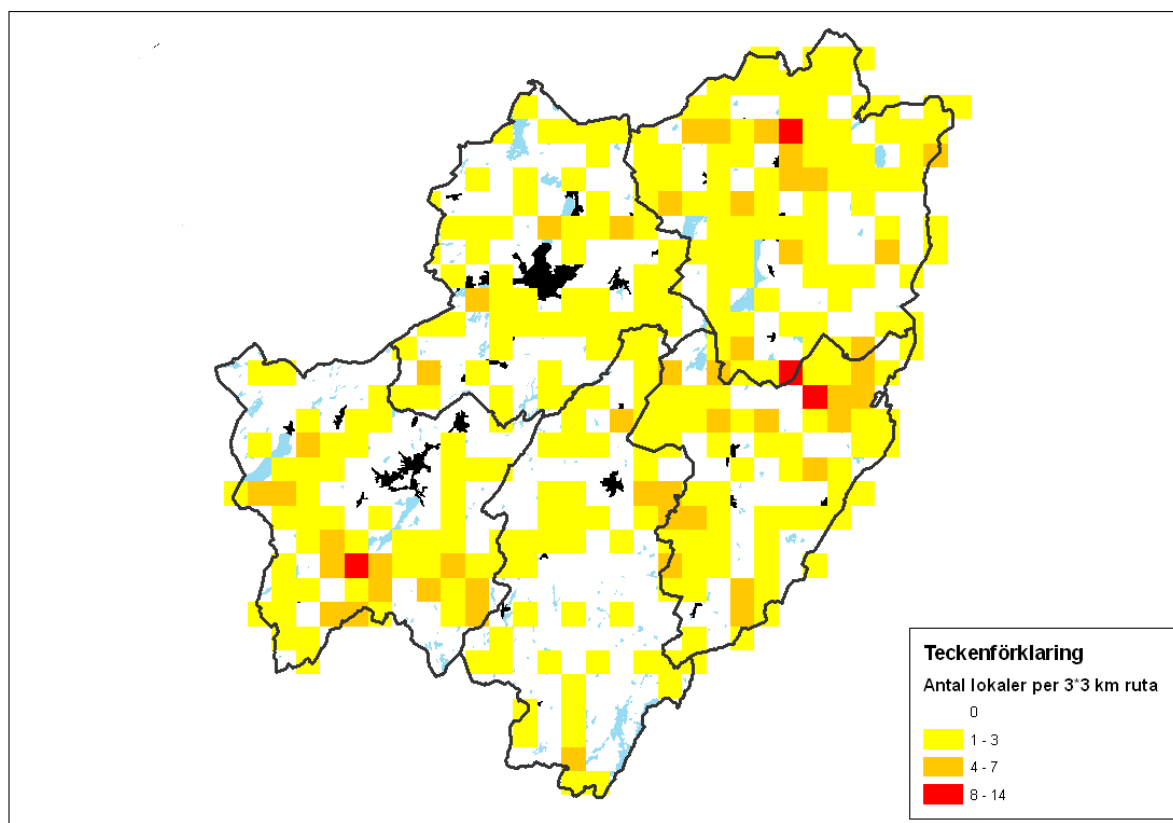 Teckenförklaring
Antal lokaler per 3*3 km ruta
0
1 - 3
4 - 7
8 - 14